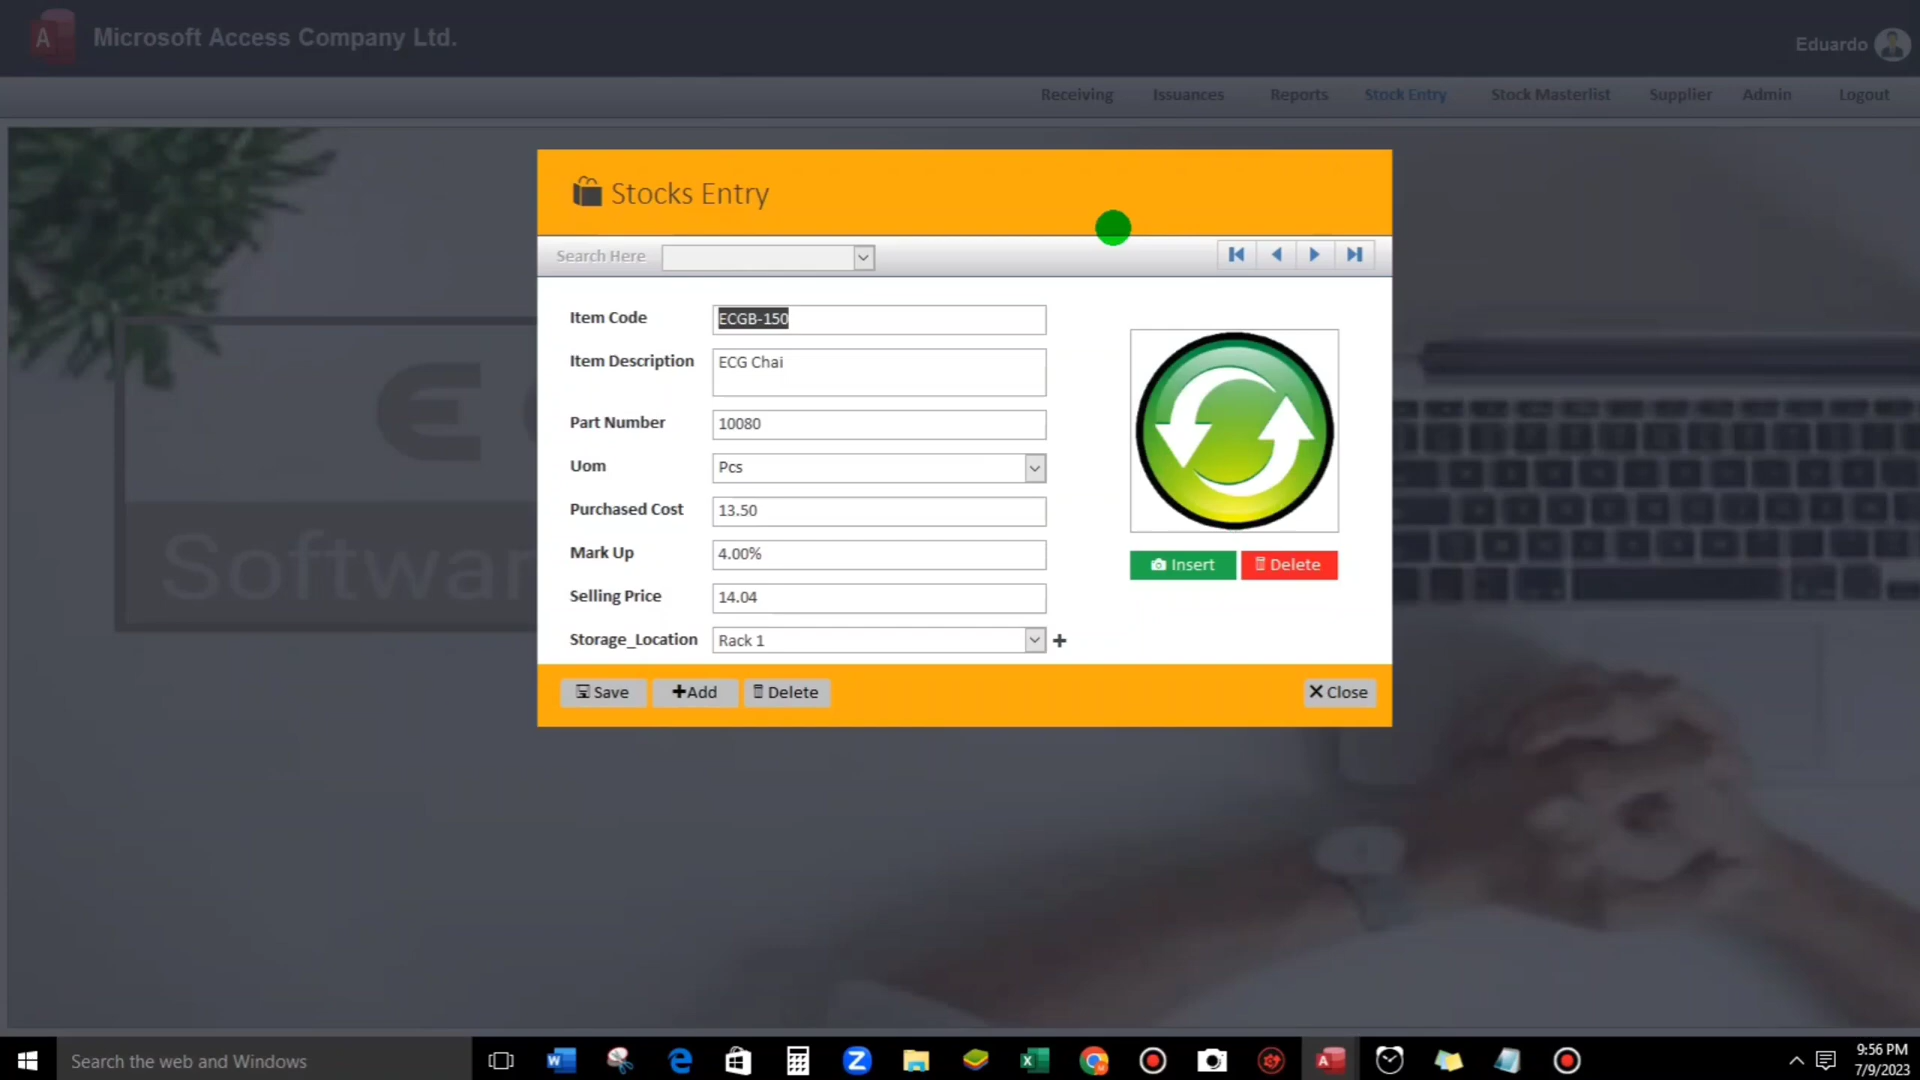 A Microsoft Access Company Ltd.
Eduardo
Receiving Issuances Reports Stock Entry Stock Masterlist Supplier Admin Logout
Stocks Entry
Search Here
Item Code ECGB-150
Item Description ECG Chai
Part Number 10080
Uom Pcs
Purchased Cost 13.50
Mark Up 4.00%
Selling Price 14.04
Storage_Location Rack 1
Insert Delete
Save Add Delete Close
Softwar
Search the web and Windows
9:56 PM
7/9/2023